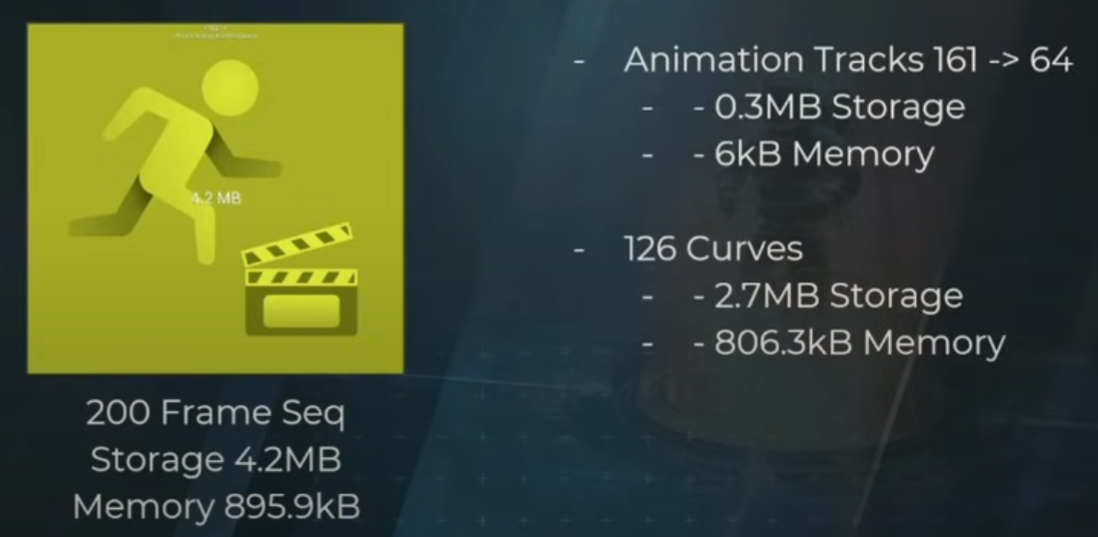 4.2 MB
200 Frame Seq
Storage 4.2MB
Memory 895.9kB
- Animation Tracks 161 -> 64
- - 0.3MB Storage
- - 6kB Memory
- 126 Curves
- - 2.7MB Storage
- - 806.3kB Memory